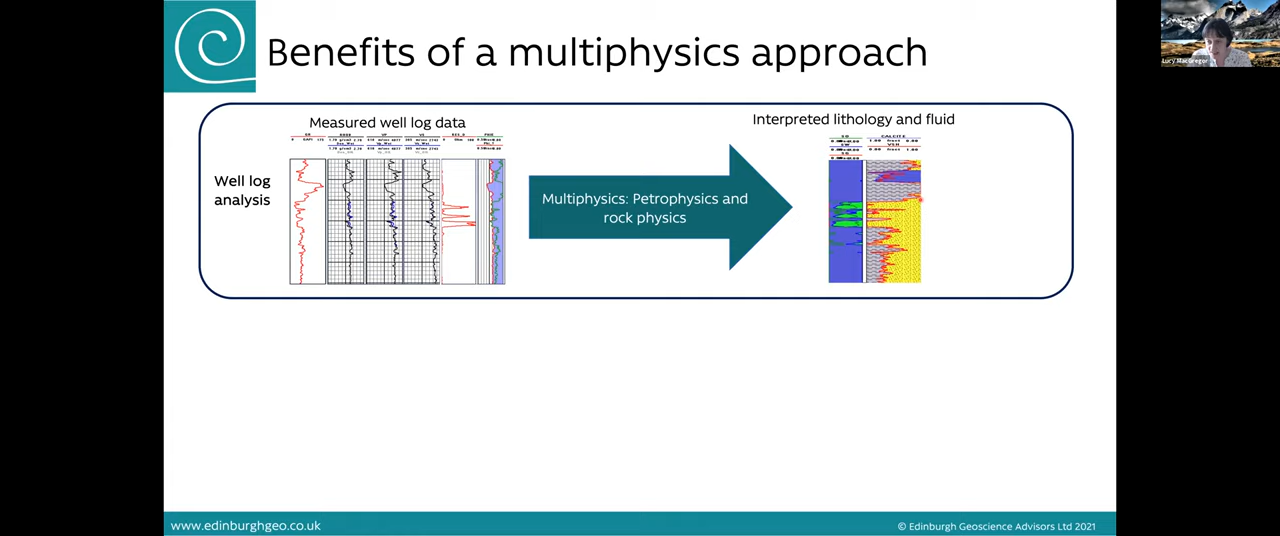 Benefits of a multiphysics approach
Lucy MacGregor
Measured well log data
Interpreted lithology and fluid
Well log
analysis
Multiphysics: Petrophysics and
rock physics
CALCITE
VSH
www.edinburghgeo.co.uk
© Edinburgh Geoscience Advisors Ltd 2021